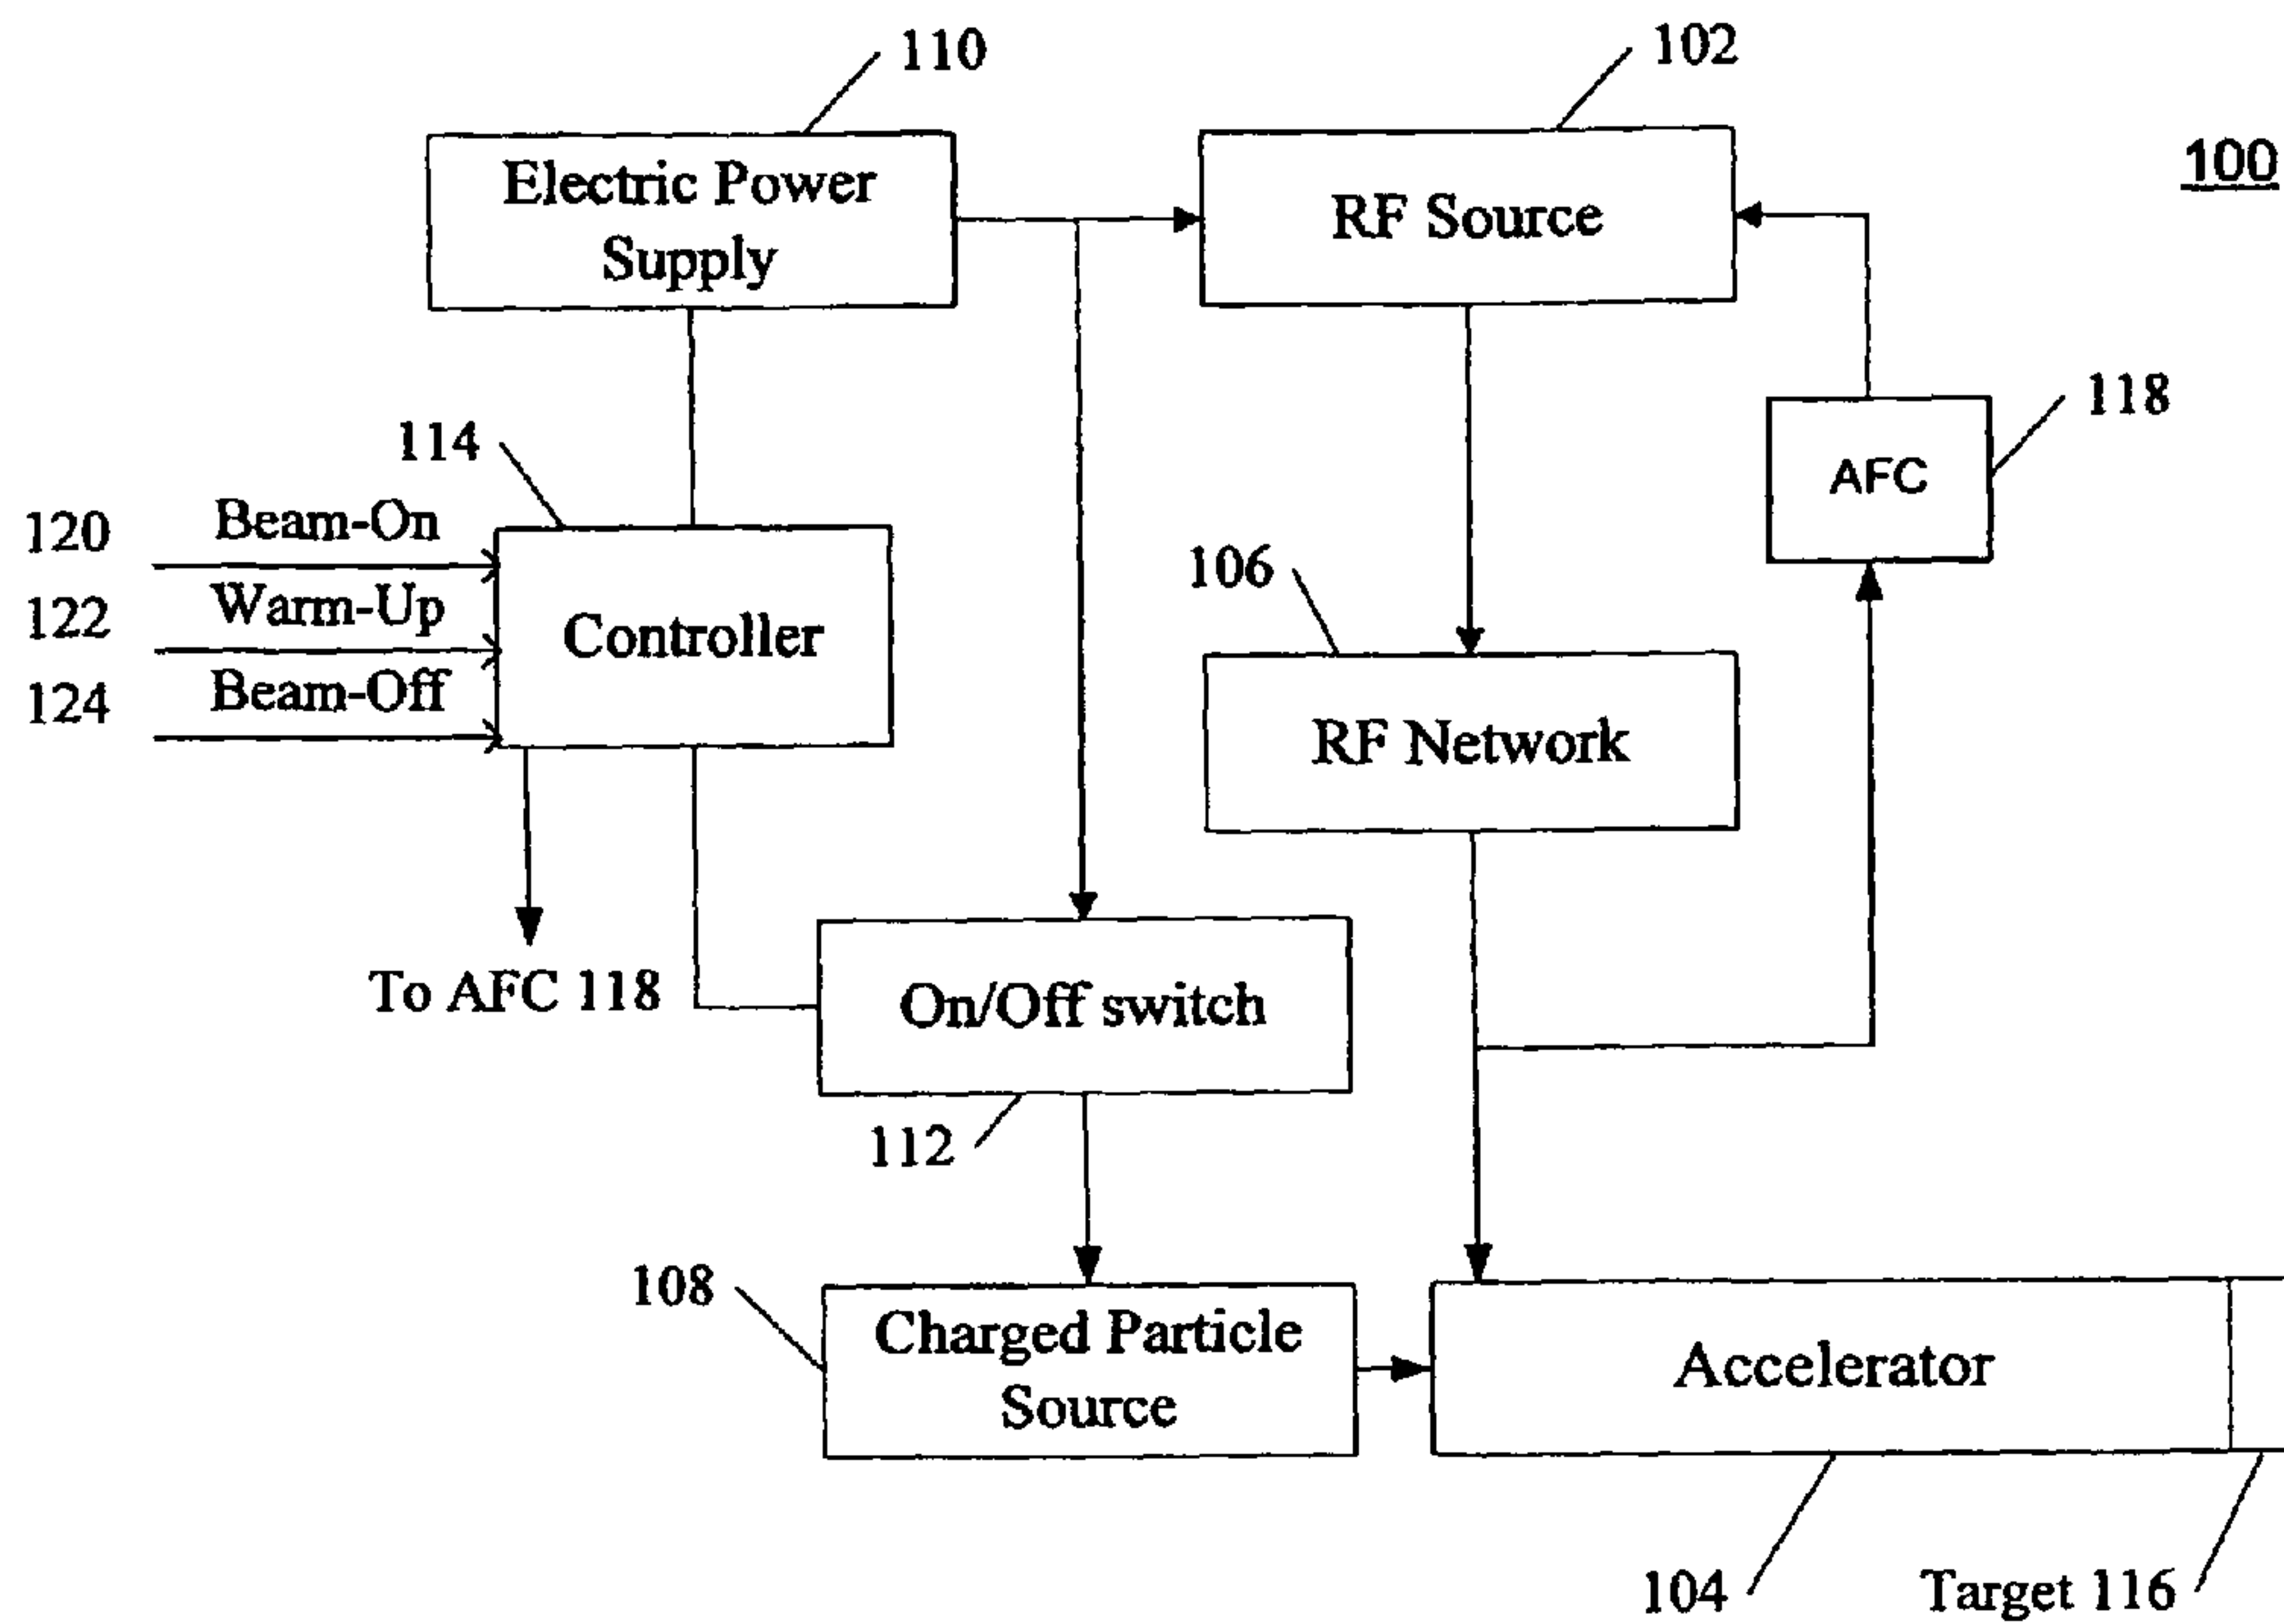 110
102
100
Electric Power
Supply
RF Source
118
AFC
114
120
Beam-On
122
Warm-Up
124
Beam-Off
Controller
106
RF Network
To AFC 118
On/Off switch
112
108
Charged Particle
Source
Accelerator
104
Target 116